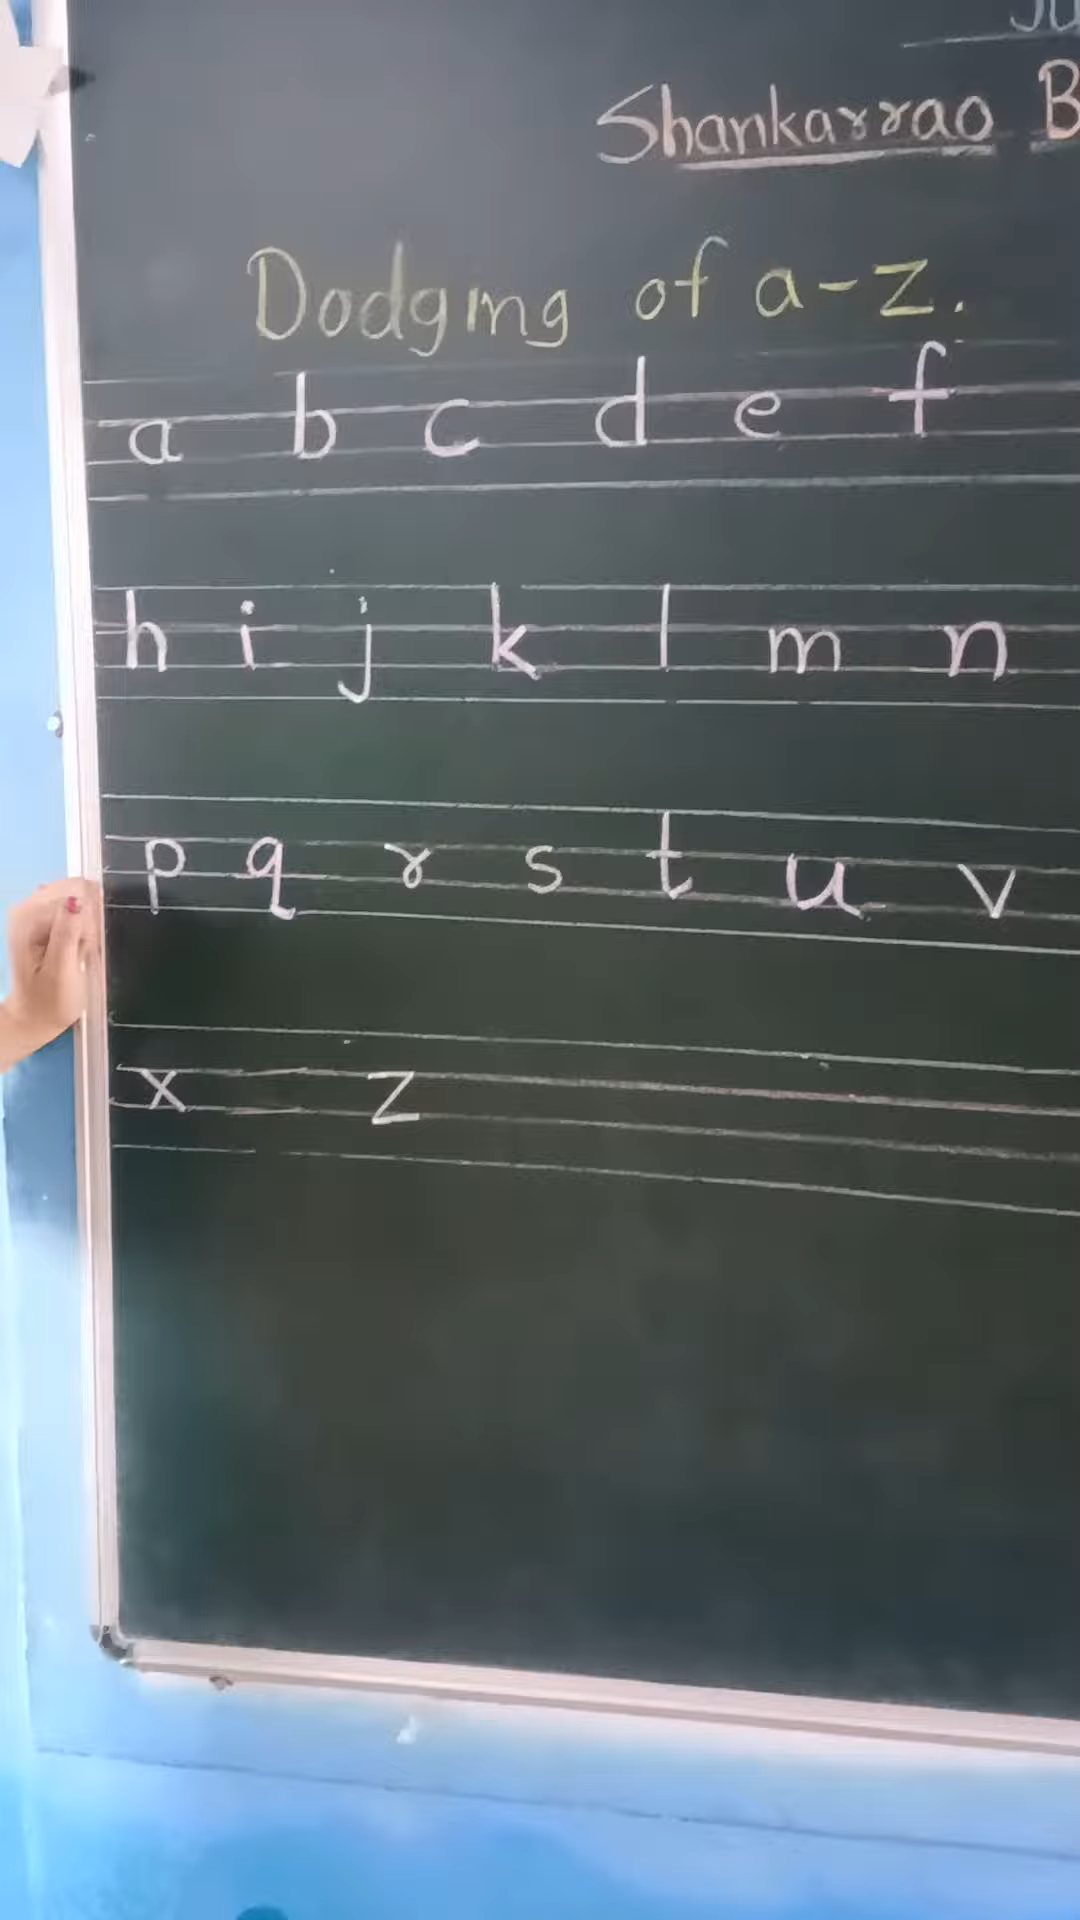 Shankarrao B
Dodging of a-z.
a b c d e f
h i j k l m n
p q r s t u v
x z